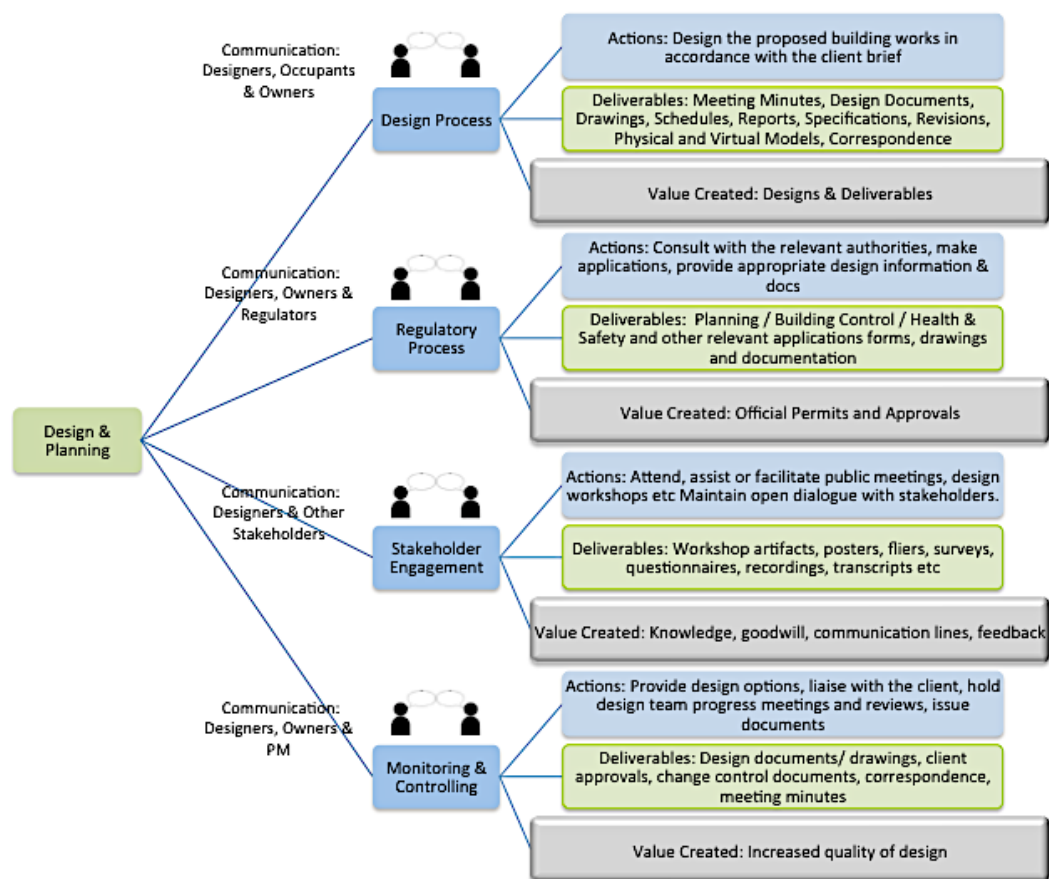 Communication:
Designers, Occupants
& Owners
Design Process
Actions: Design the proposed building works in
accordance with the client brief
Deliverables: Meeting Minutes, Design Documents,
Drawings, Schedules, Reports, Specifications, Revisions,
Physical and Virtual Models, Correspondence
Value Created: Designs & Deliverables
Communication:
Designers, Owners &
Regulators
Regulatory
Process
Actions: Consult with the relevant authorities, make
applications, provide appropriate design information &
docs
Deliverables: Planning / Building Control / Health &
Safety and other relevant applications forms, drawings
and documentation
Value Created: Official Permits and Approvals
Design &
Planning
Communication:
Designers & Other
Stakeholders
Stakeholder
Engagement
Actions: Attend, assist or facilitate public meetings, design
workshops etc Maintain open dialogue with stakeholders.
Deliverables: Workshop artifacts, posters, fliers, surveys,
questionnaires, recordings, transcripts etc
Value Created: Knowledge, goodwill, communication lines, feedback
Communication:
Designers, Owners &
PM
Monitoring &
Controlling
Actions: Provide design options, liaise with the client, hold
design team progress meetings and reviews, issue
documents
Deliverables: Design documents/ drawings, client
approvals, change control documents, correspondence,
meeting minutes
Value Created: Increased quality of design